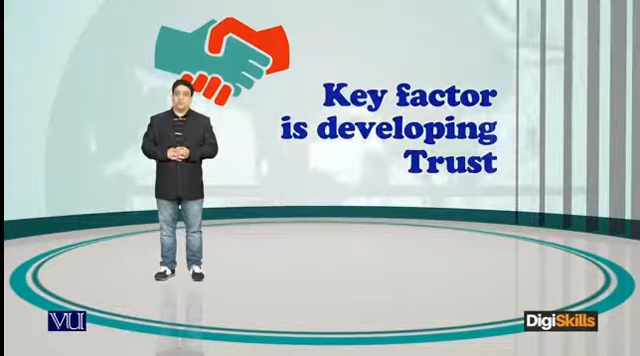 Key factor
is developing
Trust
VU
DigiSkills